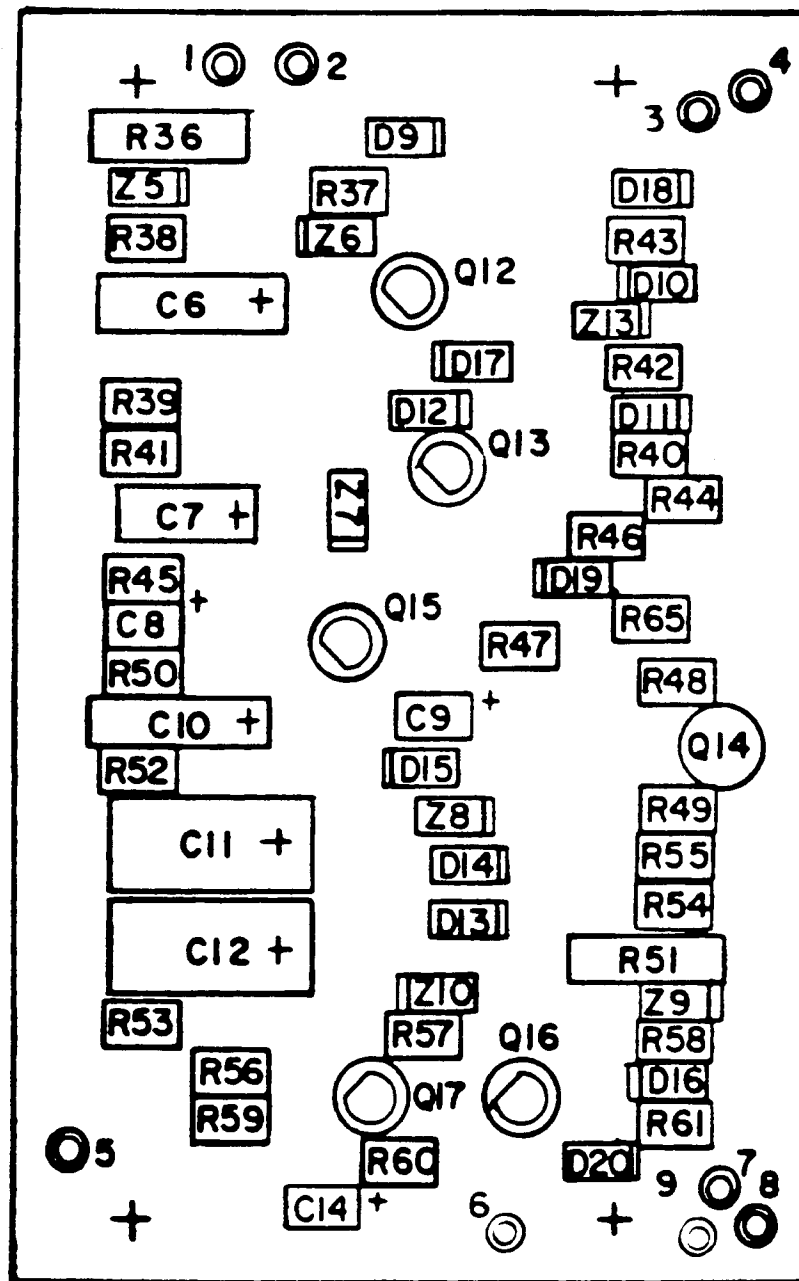 1 2 4
3
R36 D9
Z5 R37 D18
R38 Z6 R43
Q12 D10
C6 + Z13
D17 R42
R39 D12 D11
R41 Q13 R40
R44
C7 + Z7 R46
R45 D19
+
C8 Q15 R65
R50 R47 R48
C10 + C9 + Q14
R52 D15
Z8 R49
C11 + D14 R55
D13 R54
C12 + R51
Z10 Z9
R53 R57 Q16 R58
R56 Q17 D16
R59 R61
5 R60 D20 7
C14 + 6 9 8